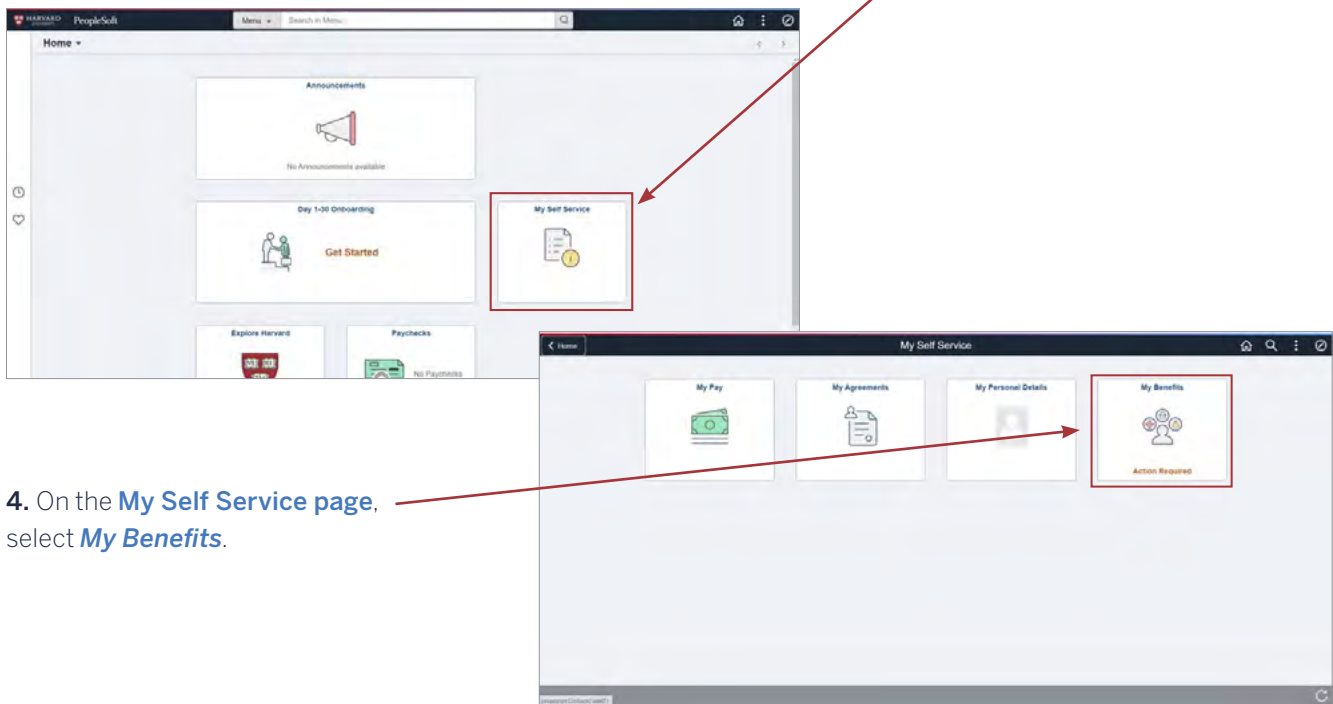 HARVARD
UNIVERSITY
PeopleSoft
Menu
Search in Menu
Home
Announcements
No Announcements available
Day 1-30 Onboarding
Get Started
My Self Service
Explore Harvard
Paychecks
No Paychecks
Home
My Self Service
My Pay
My Agreements
My Personal Details
My Benefits
Action Required
4. On the My Self Service page,
select My Benefits.